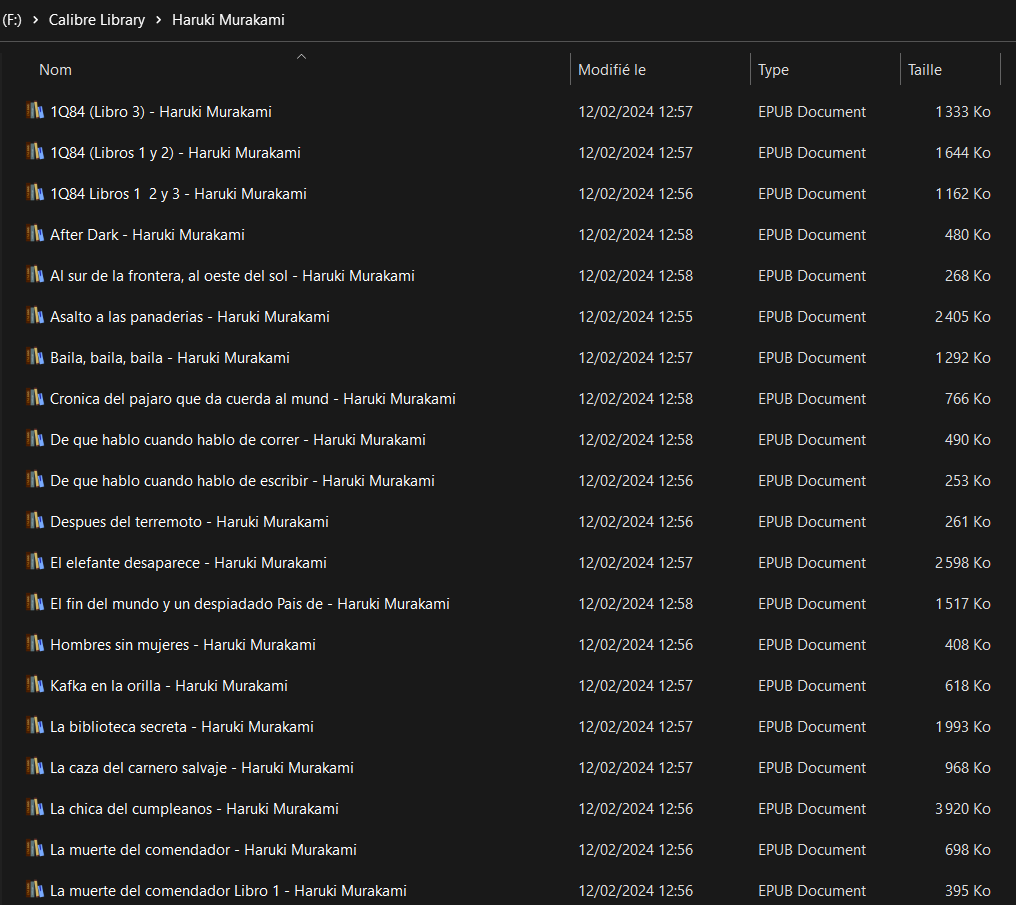 (F:) > Calibre Library > Haruki Murakami
Nom Modifié le Type Taille
1Q84 (Libro 3) - Haruki Murakami 12/02/2024 12:57 EPUB Document 1 333 Ko
1Q84 (Libros 1 y 2) - Haruki Murakami 12/02/2024 12:57 EPUB Document 1 644 Ko
1Q84 Libros 1  2 y 3 - Haruki Murakami 12/02/2024 12:56 EPUB Document 1 162 Ko
After Dark - Haruki Murakami 12/02/2024 12:58 EPUB Document 480 Ko
Al sur de la frontera, al oeste del sol - Haruki Murakami 12/02/2024 12:58 EPUB Document 268 Ko
Asalto a las panaderias - Haruki Murakami 12/02/2024 12:55 EPUB Document 2 405 Ko
Baila, baila, baila - Haruki Murakami 12/02/2024 12:57 EPUB Document 1 292 Ko
Cronica del pajaro que da cuerda al mund - Haruki Murakami 12/02/2024 12:58 EPUB Document 766 Ko
De que hablo cuando hablo de correr - Haruki Murakami 12/02/2024 12:58 EPUB Document 490 Ko
De que hablo cuando hablo de escribir - Haruki Murakami 12/02/2024 12:56 EPUB Document 253 Ko
Despues del terremoto - Haruki Murakami 12/02/2024 12:56 EPUB Document 261 Ko
El elefante desaparece - Haruki Murakami 12/02/2024 12:57 EPUB Document 2 598 Ko
El fin del mundo y un despiadado Pais de - Haruki Murakami 12/02/2024 12:58 EPUB Document 1 517 Ko
Hombres sin mujeres - Haruki Murakami 12/02/2024 12:56 EPUB Document 408 Ko
Kafka en la orilla - Haruki Murakami 12/02/2024 12:57 EPUB Document 618 Ko
La biblioteca secreta - Haruki Murakami 12/02/2024 12:57 EPUB Document 1 993 Ko
La caza del carnero salvaje - Haruki Murakami 12/02/2024 12:57 EPUB Document 968 Ko
La chica del cumpleanos - Haruki Murakami 12/02/2024 12:56 EPUB Document 3 920 Ko
La muerte del comendador - Haruki Murakami 12/02/2024 12:56 EPUB Document 698 Ko
La muerte del comendador Libro 1 - Haruki Murakami 12/02/2024 12:56 EPUB Document 395 Ko